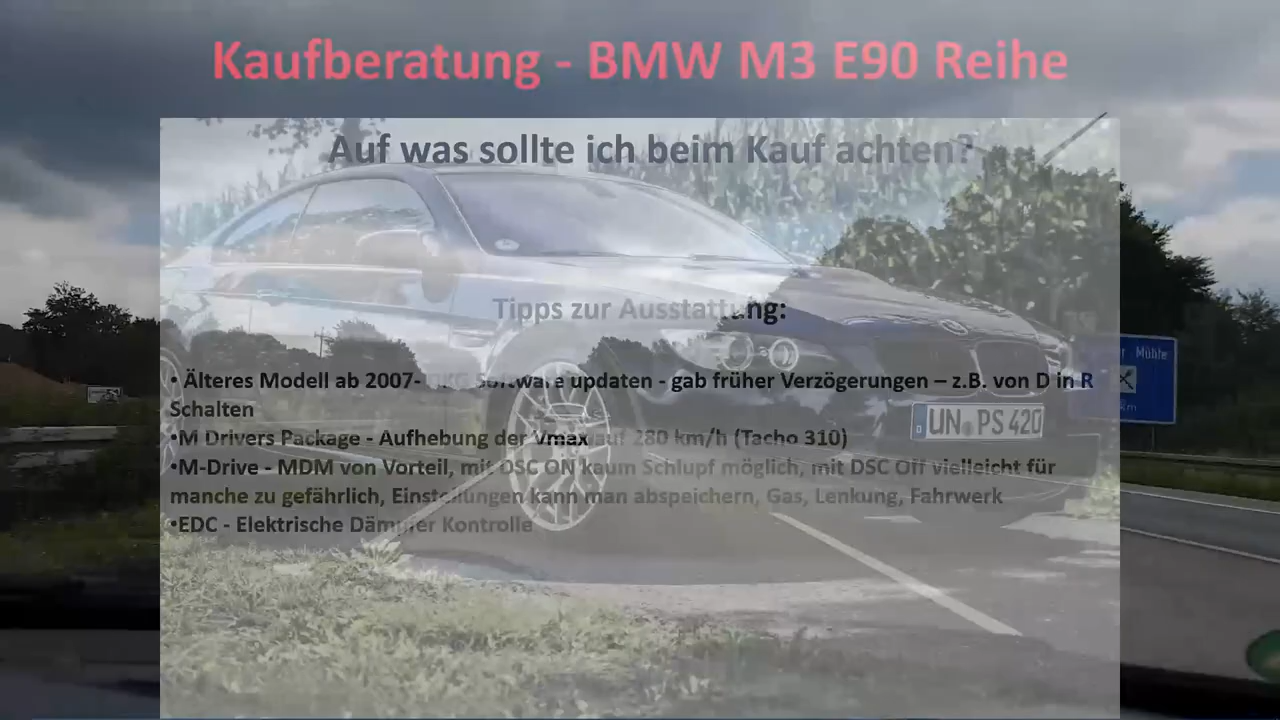 Kaufberatung - BMW M3 E90 Reihe
Auf was sollte ich beim Kauf achten?
Tipps zur Ausstattung:
• Älteres Modell ab 2007- Software updaten - gab früher Verzögerungen – z.B. von D in R
Schalten
•M Drivers Package - Aufhebung der Vmax auf 280 km/h (Tacho 310)
•M-Drive - MDM von Vorteil, mit DSC ON kaum Schlupf möglich, mit DSC Off vielleicht für
manche zu gefährlich, Einstellungen kann man abspeichern, Gas, Lenkung, Fahrwerk
•EDC - Elektrische Dämpfer Kontrolle
UN PS 420
Mühle
km